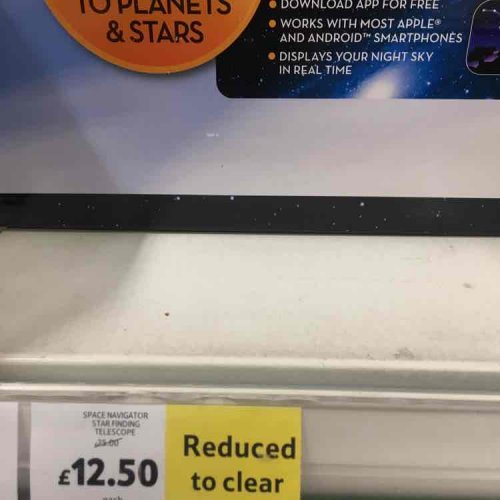 TO PLANETS
& STARS
• DOWNLOAD APP FOR FREE
• WORKS WITH MOST APPLE®
AND ANDROID™ SMARTPHONES
• DISPLAYS YOUR NIGHT SKY
IN REAL TIME
SPACE NAVIGATOR
STAR FINDING
TELESCOPE
25.00
£12.50
each
Reduced
to clear